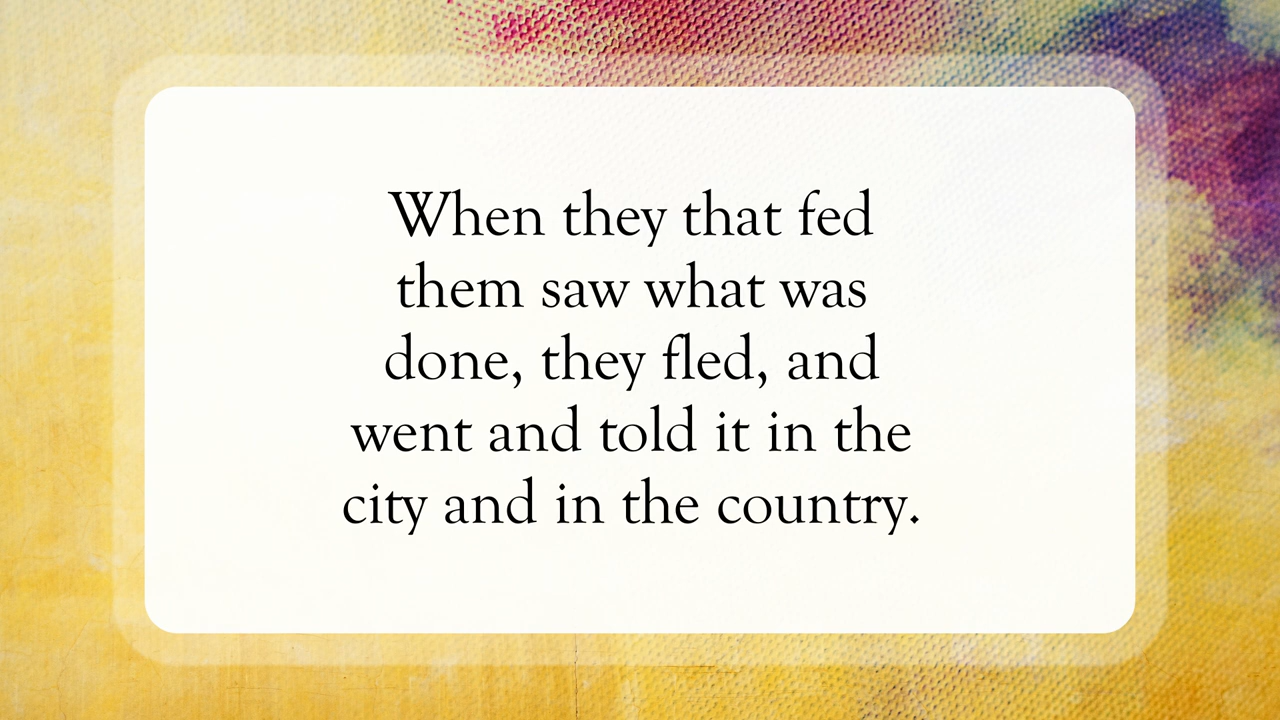 When they that fed
them saw what was
done, they fled, and
went and told it in the
city and in the country.